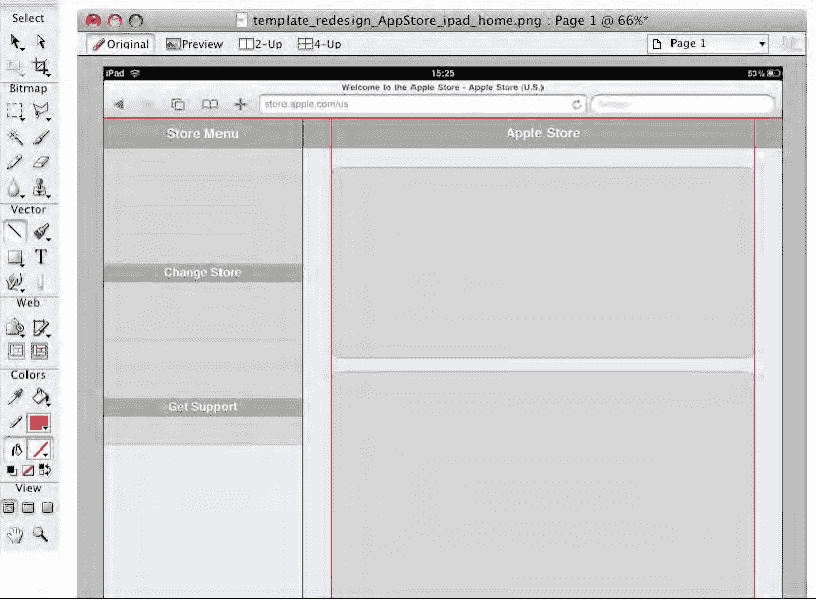 Select
template_redesign_AppStore_ipad_home.png : Page 1 @ 66%*
Original Preview 2-Up 4-Up Page 1
Bitmap
Vector
T
Web
Colors
View
iPad 15:25 53%
Welcome to the Apple Store - Apple Store (U.S.)
store.apple.com/us
Store Menu Apple Store
Change Store
Get Support